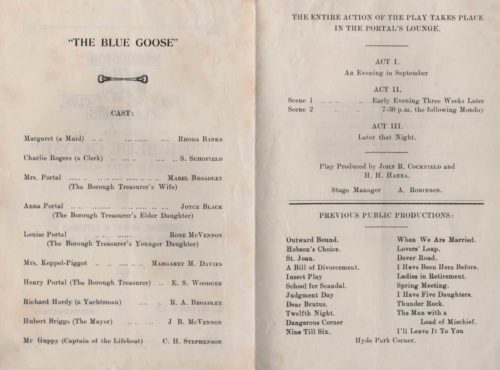 "THE BLUE GOOSE"
CAST:
Margaret (a Maid) .. .. ... ... ... RHODA BANKS
Charlie Rogers (a Clerk) .. ... .. .. S. SCHOFIELD
Mrs. Portal ... ... ... ... ... MABEL BROADLEY
(The Borough Treasurer's Wife)
Anna Portal .. ... ... ... JOYCE BLACK
(The Borough Treasurer's Elder Daughter)
Louise Portal .. .. ... ... ROSE McVENNON
(The Borough Treasurer's Younger Daughter)
Mrs. Keppel-Pigget ... .. MARGARET M. DAVIES
Henry Portal (The Borough Treasurer) .. E. S. WOODGER
Richard Hardy (a Yachtsman) ... .. R. A. BROADLEY
Hubert Briggs (The Mayor) .. .. J. B. McVENNON
Mr Guppy (Captain of the Lifeboat) C. H. STEPHENSON
THE ENTIRE ACTION OF THE PLAY TAKES PLACE
IN THE PORTAL'S LOUNGE.
ACT I.
An Evening in September
ACT II.
Scene 1 .. .. .. Early Evening Three Weeks Later
Scene 2 .. .. 7-30 p.m. the following Monday
ACT III.
Later that Night.
Play Produced by JOHN R. COCKFIELD and
H. H. HANNA.
Stage Manager A. ROBINSON.
PREVIOUS PUBLIC PRODUCTIONS:
Outward Bound.
Hobson's Choice.
St. Joan.
A Bill of Divorcement.
Insect Play
School for Scandal.
Judgment Day
Dear Brutus.
Twelfth Night.
Dangerous Corner
Nine Till Six.
When We Are Married.
Lovers' Leap.
Dover Road.
I Have Been Here Before.
Ladies in Retirement.
Spring Meeting.
I Have Five Daughters.
Thunder Rock.
The Man with a
Load of Mischief.
I'll Leave It To You
Hyde Park Corner.